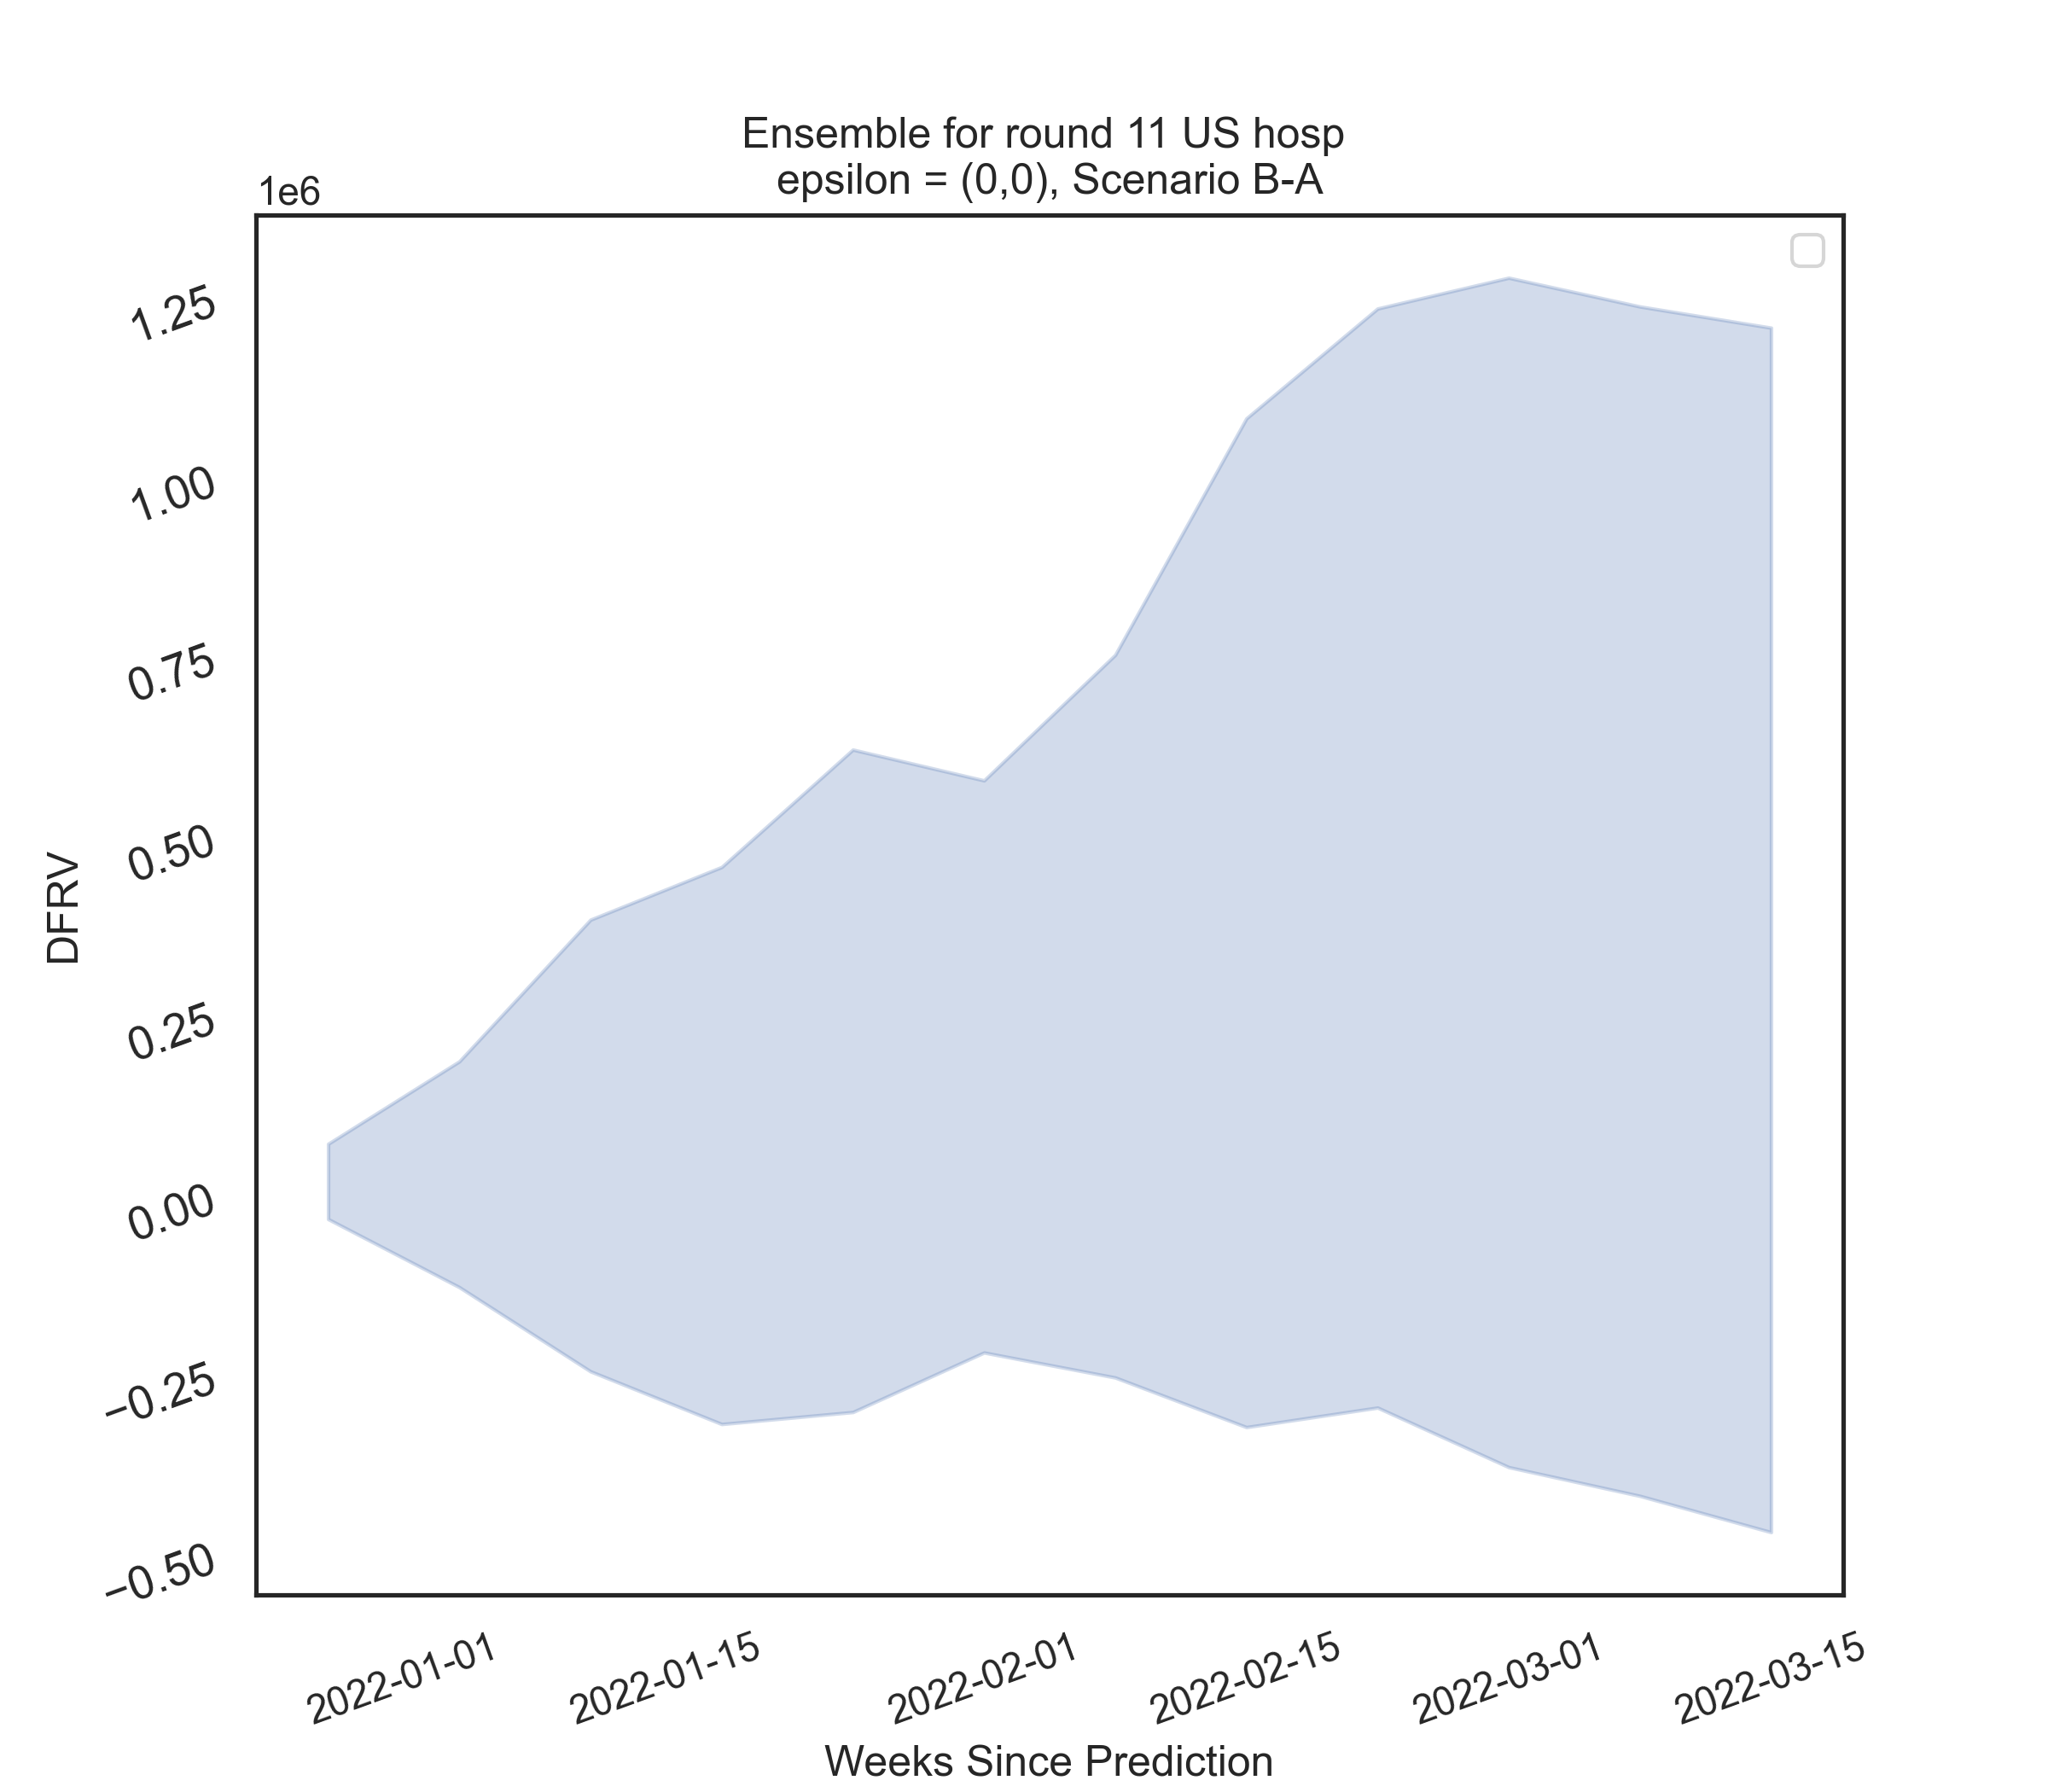 Ensemble for round 11 US hosp
epsilon = (0,0), Scenario B-A
1e6
1.25
1.00
0.75
0.50
0.25
0.00
−0.25
−0.50
DFRV
2022-01-01
2022-01-15
2022-02-01
2022-02-15
2022-03-01
2022-03-15
Weeks Since Prediction